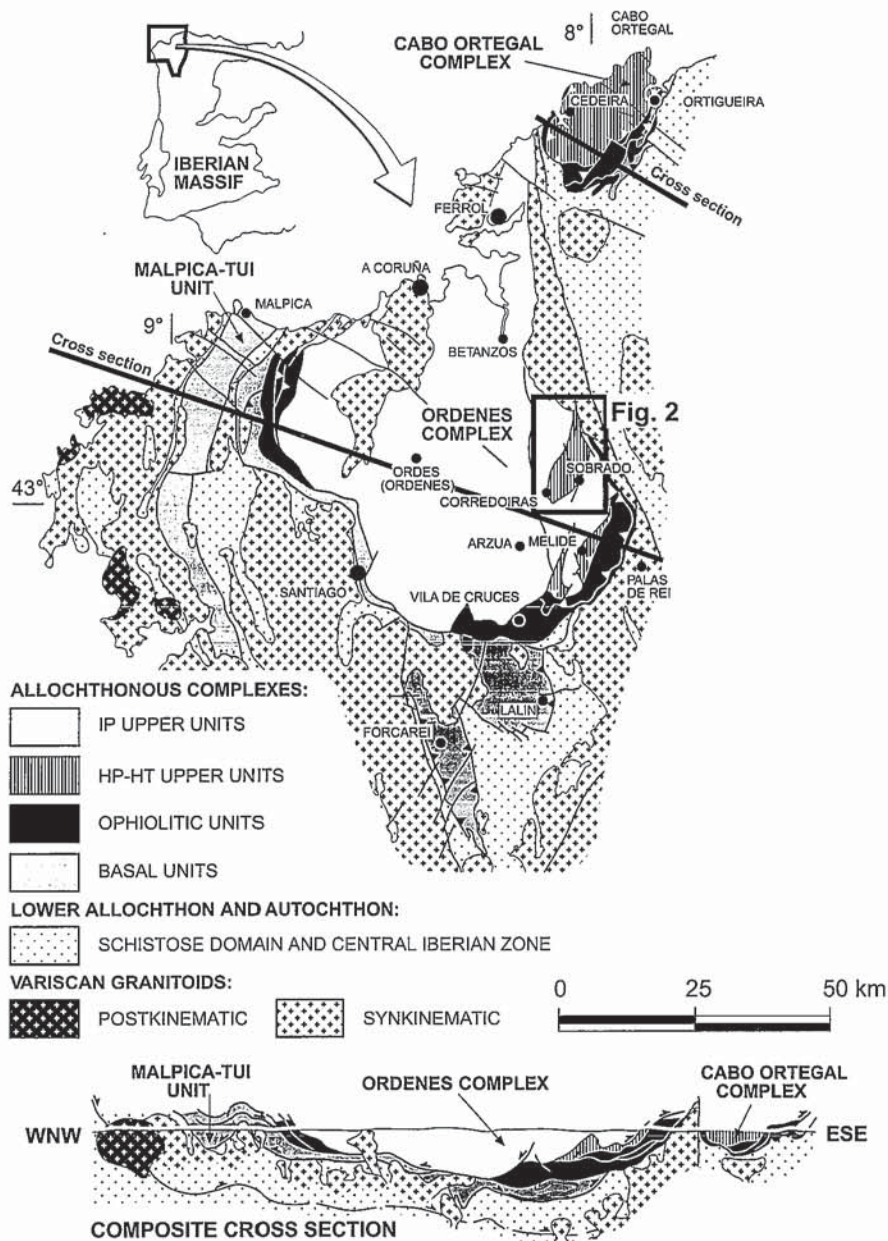 8°
CABO
ORTEGAL
CABO ORTEGAL
COMPLEX
CEDEIRA
ORTIGUEIRA
IBERIAN
MASSIF
Cross section
FERROL
MALPICA-TUI
UNIT
A CORUÑA
MALPICA
9°
Cross section
BETANZOS
ORDENES
COMPLEX
Fig. 2
ORDES
(ORDENES)
SOBRADO
43°
CORREDOIRAS
ARZUA
MELIDE
SANTIAGO
VILA DE CRUCES
PALAS
DE REI
LALIN
FORCAREI
ALLOCHTHONOUS COMPLEXES:
IP UPPER UNITS
HP-HT UPPER UNITS
OPHIOLITIC UNITS
BASAL UNITS
LOWER ALLOCHTHON AND AUTOCHTHON:
SCHISTOSE DOMAIN AND CENTRAL IBERIAN ZONE
VARISCAN GRANITOIDS:
POSTKINEMATIC
SYNKINEMATIC
0 25 50 km
MALPICA-TUI
UNIT
ORDENES COMPLEX
CABO ORTEGAL
COMPLEX
WNW
ESE
COMPOSITE CROSS SECTION